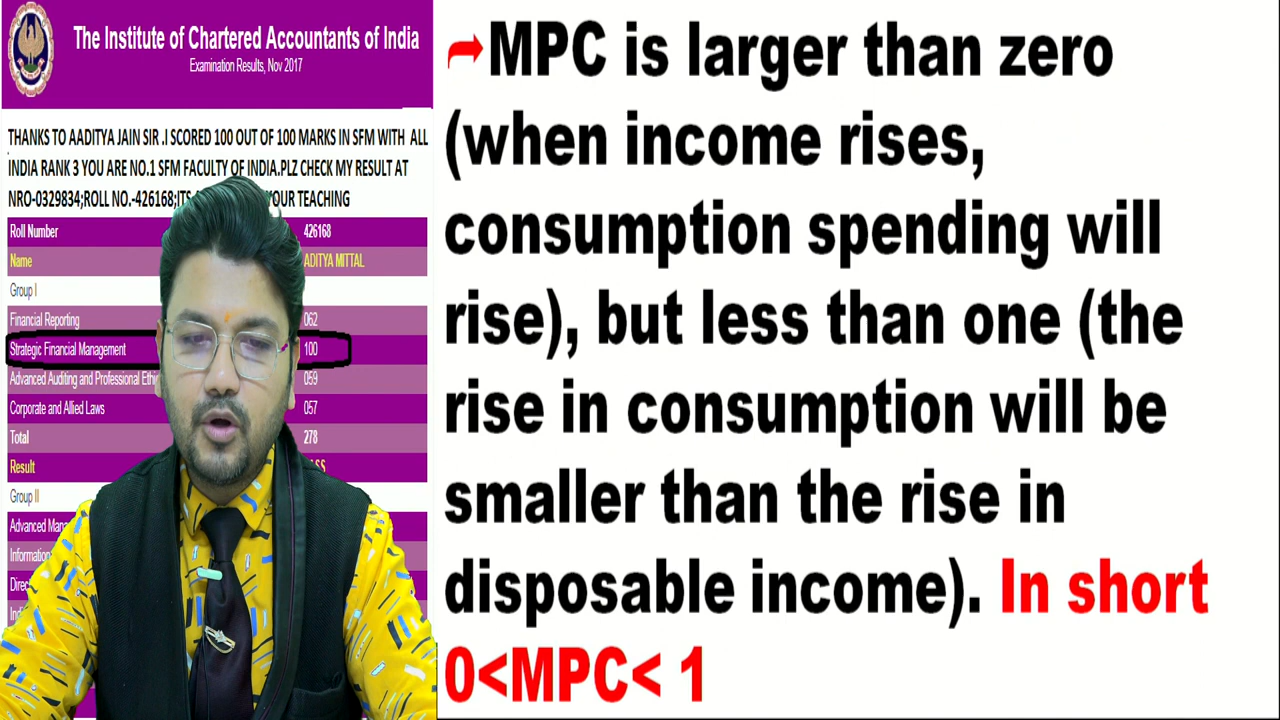 The Institute of Chartered Accountants of India
Examination Results, Nov 2017
THANKS TO AADITYA JAIN SIR .I SCORED 100 OUT OF 100 MARKS IN SFM WITH ALL
INDIA RANK 3 YOU ARE NO.1 SFM FACULTY OF INDIA.PLZ CHECK MY RESULT AT
NRO-0329834;ROLL NO.-426168;ITS YOUR TEACHING
Roll Number 426168
Name ADITYA MITTAL
Group I
Financial Reporting 062
Strategic Financial Management 100
Advanced Auditing and Professional 059
Corporate and Allied Laws 057
Total 278
Result
Group II
Advanced
➦MPC is larger than zero
(when income rises,
consumption spending will
rise), but less than one (the
rise in consumption will be
smaller than the rise in
disposable income). In short
0<MPC< 1